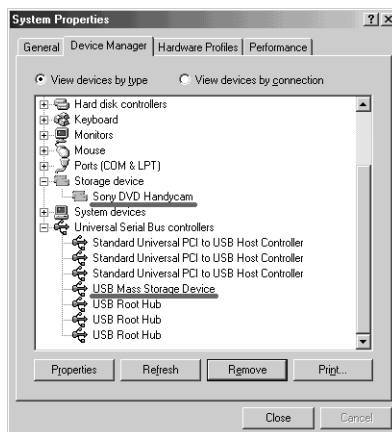 System Properties
General Device Manager Hardware Profiles Performance
View devices by type View devices by connection
Hard disk controllers
Keyboard
Monitors
Mouse
Ports (COM & LPT)
Storage device
Sony DVD Handycam
System devices
Universal Serial Bus controllers
Standard Universal PCI to USB Host Controller
Standard Universal PCI to USB Host Controller
Standard Universal PCI to USB Host Controller
USB Mass Storage Device
USB Root Hub
USB Root Hub
USB Root Hub
Properties Refresh Remove Print...
Close Cancel